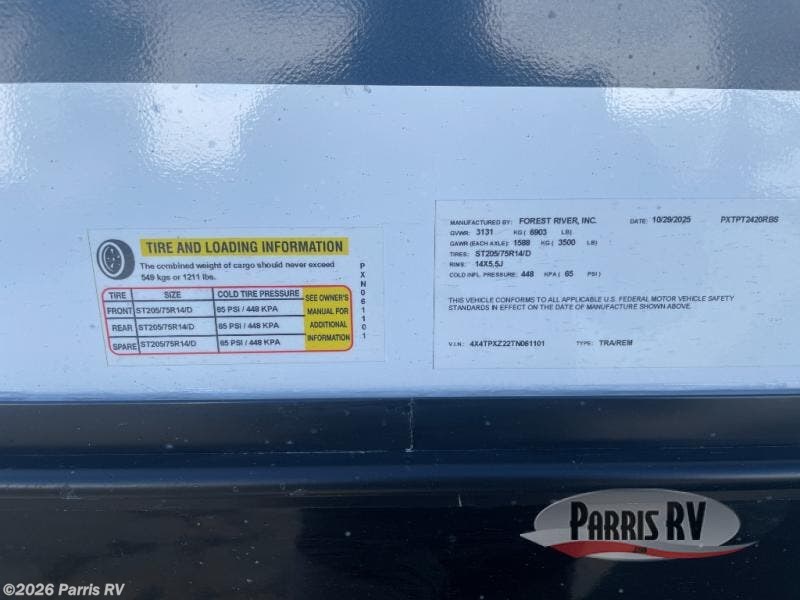 TIRE AND LOADING INFORMATION
The combined weight of cargo should never exceed
549 kgs or 1211 lbs.
TIRE SIZE COLD TIRE PRESSURE
FRONT ST205/75R14/D 65 PSI / 448 KPA
REAR ST205/75R14/D 65 PSI / 448 KPA
SPARE ST205/75R14/D 65 PSI / 448 KPA
SEE OWNER'S
MANUAL FOR
ADDITIONAL
INFORMATION
PXN061101
MANUFACTURED BY: FOREST RIVER, INC. DATE: 10/29/2025 PXTPT2420RBS
GVWR: 3131 KG ( 6903 LB)
GAWR (EACH AXLE): 1588 KG ( 3500 LB)
TIRES: ST205/75R14/D
RIMS: 14X5.5J
COLD INFL. PRESSURE: 448 KPA ( 65 PSI )
THIS VEHICLE CONFORMS TO ALL APPLICABLE U.S. FEDERAL MOTOR VEHICLE SAFETY
STANDARDS IN EFFECT ON THE DATE OF MANUFACTURE SHOWN ABOVE.
V.I.N.: 4X4TPXZ22TN061101 TYPE: TRA/REM
PARRIS RV
.com
©2026 Parris RV